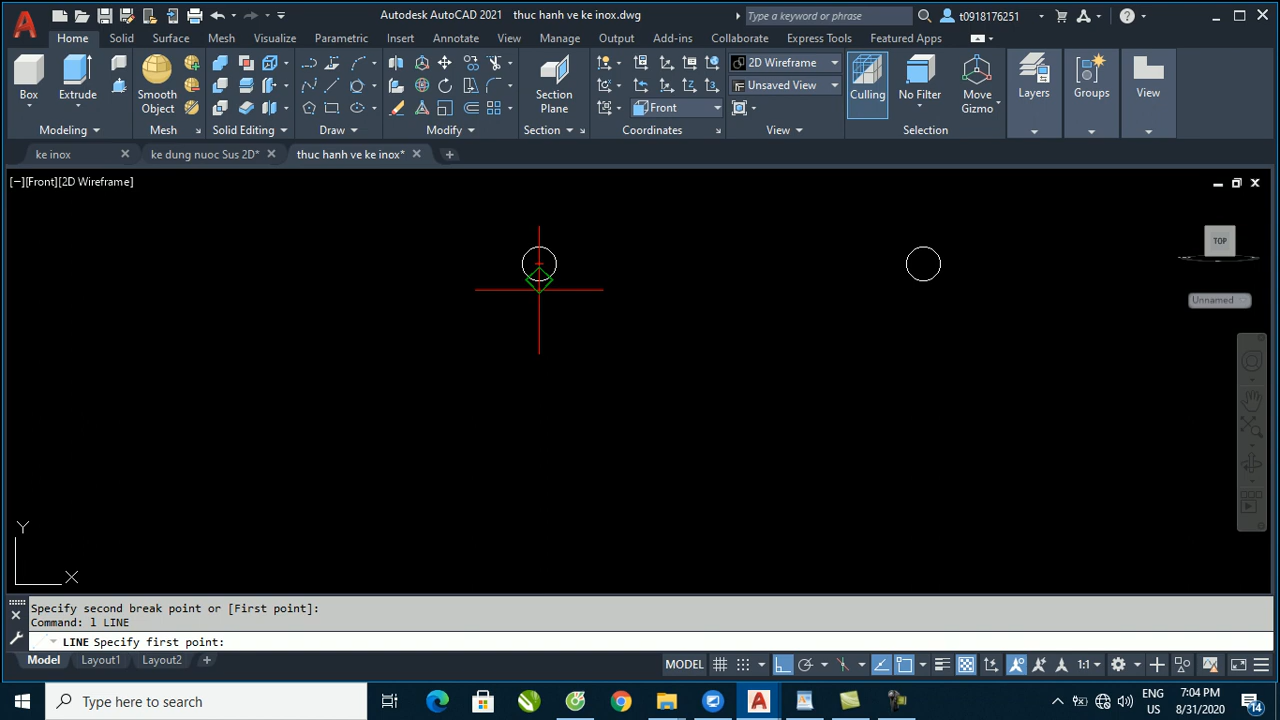 Autodesk AutoCAD 2021 thuc hanh ve ke inox.dwg Type a keyword or phrase t0918176251
Home Solid Surface Mesh Visualize Parametric Insert Annotate View Manage Output Add-ins Collaborate Express Tools Featured Apps
Box Extrude Smooth Object Section Plane 2D Wireframe Unsaved View Front Culling No Filter Move Gizmo Layers Groups View
Modeling Mesh Solid Editing Draw Modify Section Coordinates View Selection
ke inox ke dung nuoc Sus 2D* thuc hanh ve ke inox*
[−][Front][2D Wireframe]
TOP
Unnamed
Y
X
Specify second break point or [First point]:
Command: l LINE
LINE Specify first point:
Model Layout1 Layout2 + MODEL 1:1
Type here to search ENG US 7:04 PM 8/31/2020 14